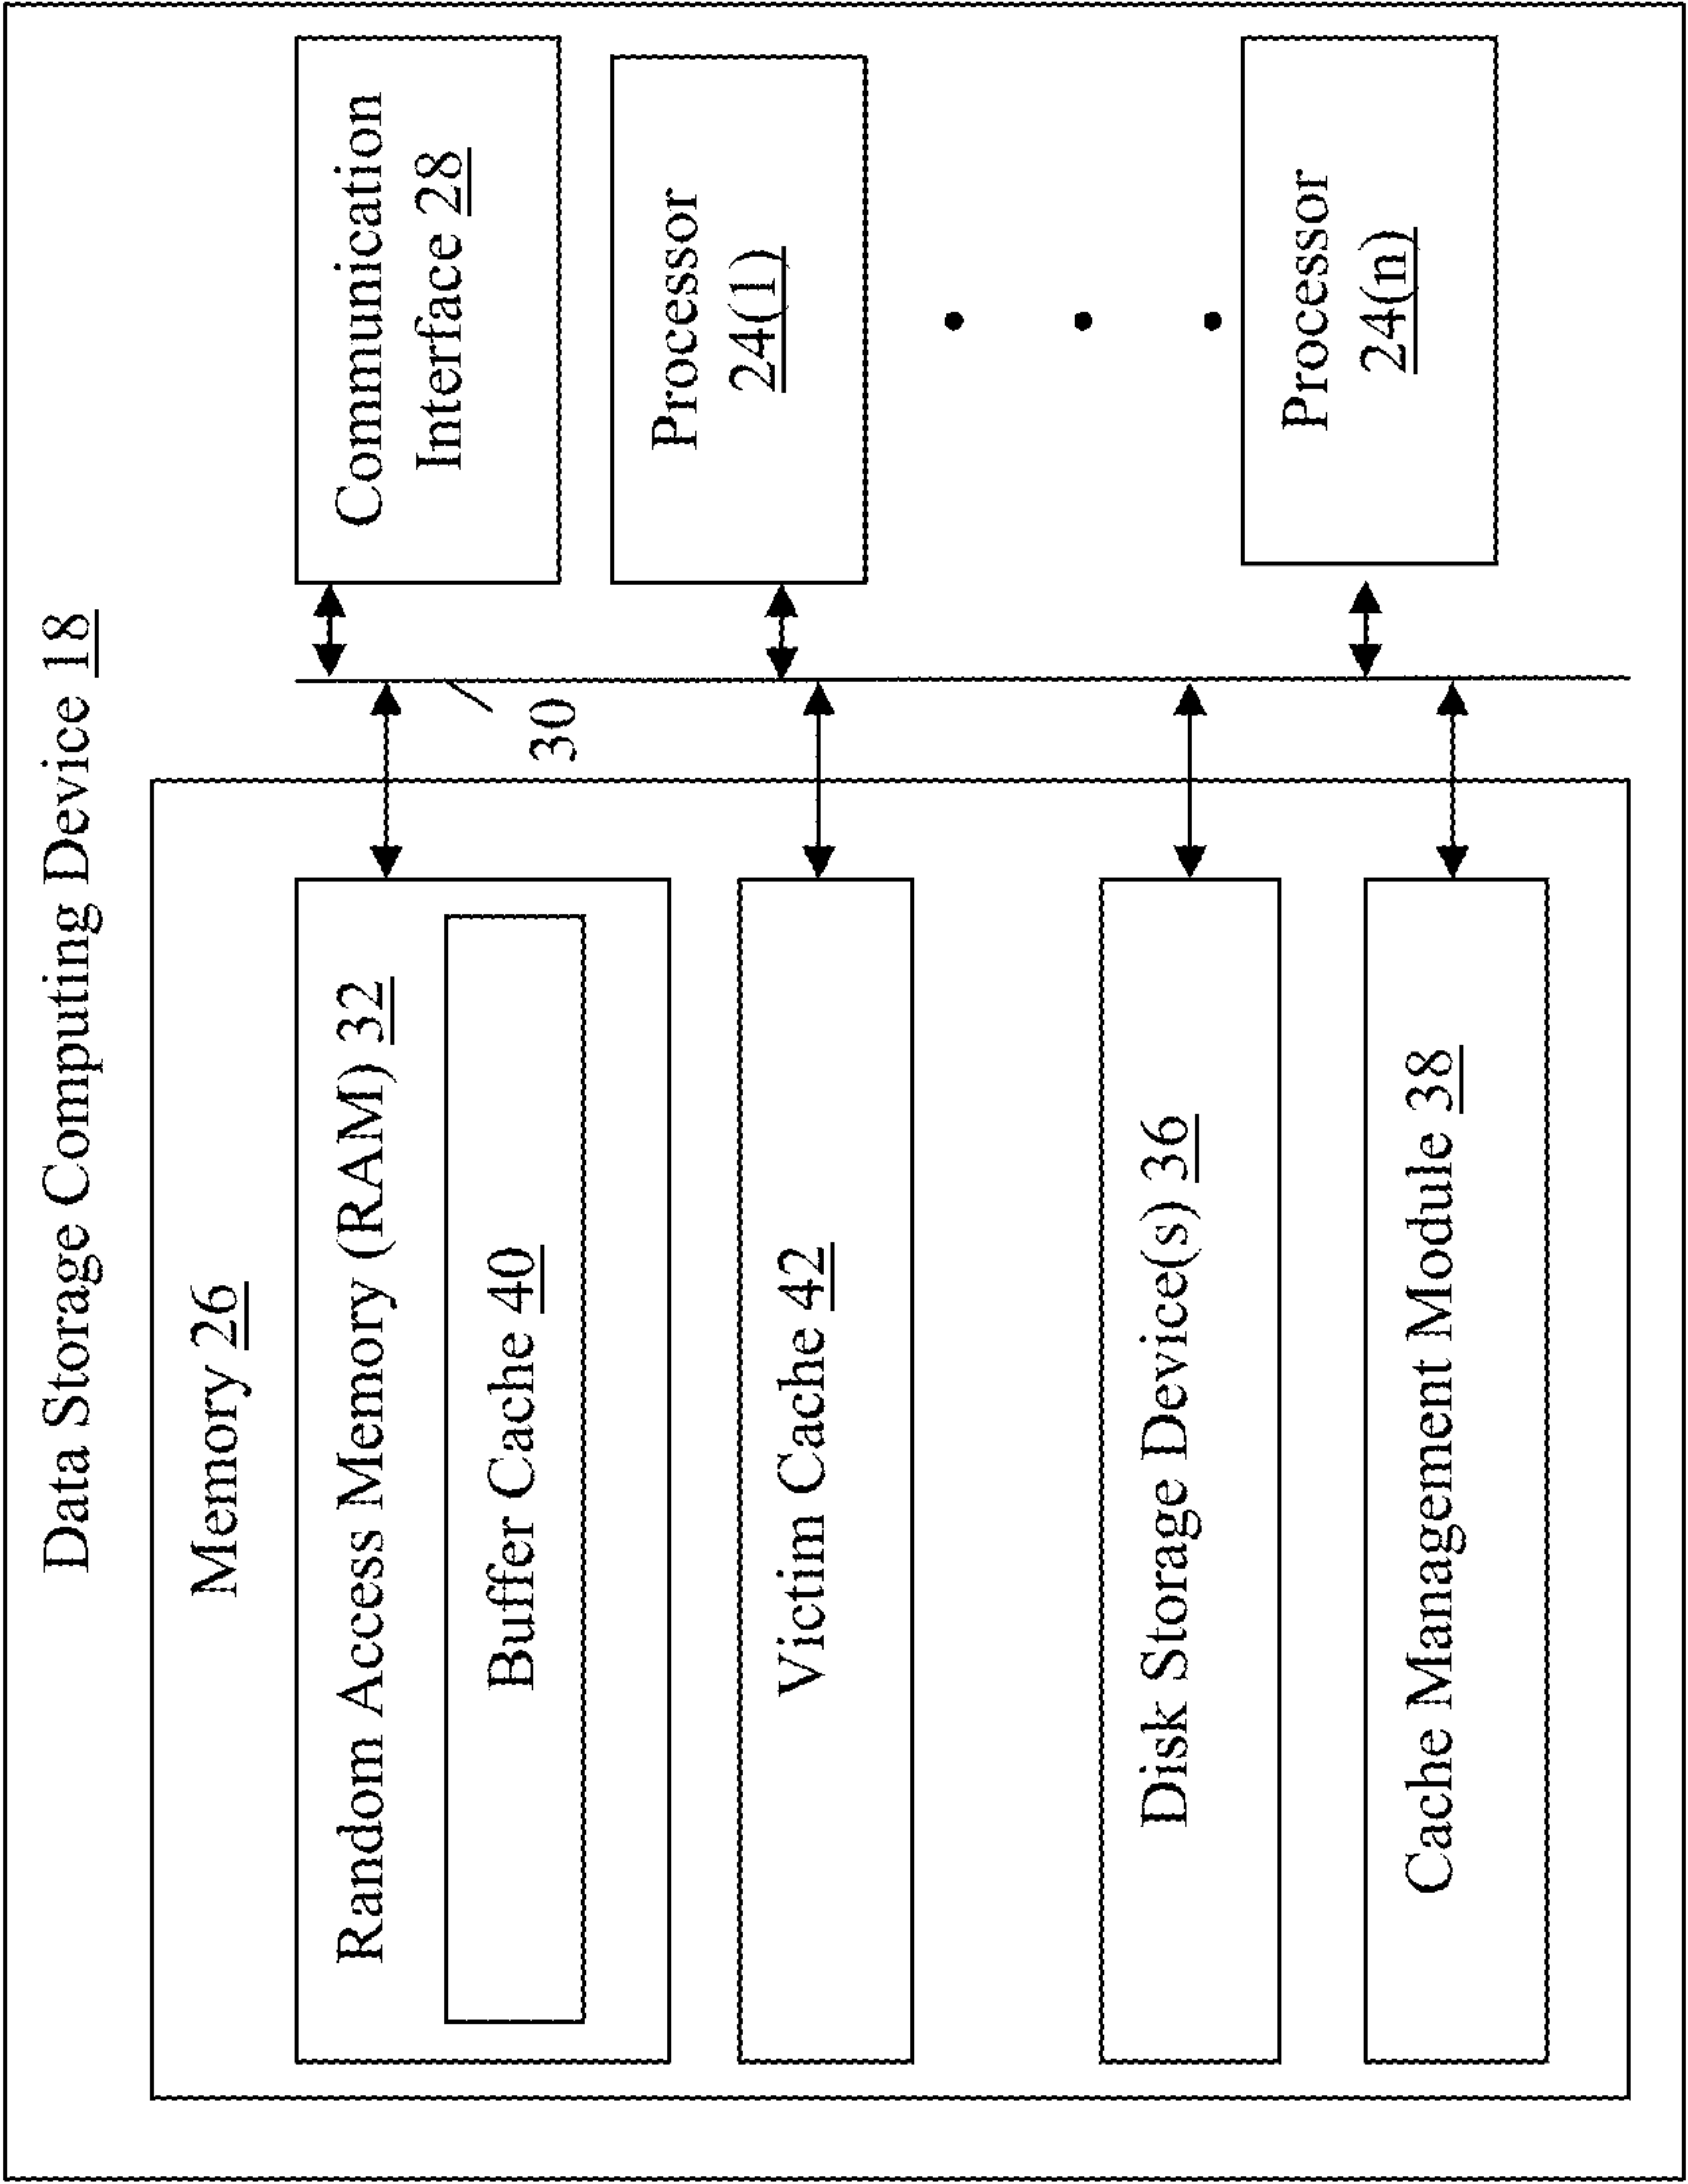 Data Storage Computing Device 18
Memory 26
Random Access Memory (RAM) 32
Buffer Cache 40
Victim Cache 42
Disk Storage Device(s) 36
Cache Management Module 38
30
Communication
Interface 28
Processor
24(1)
Processor
24(n)